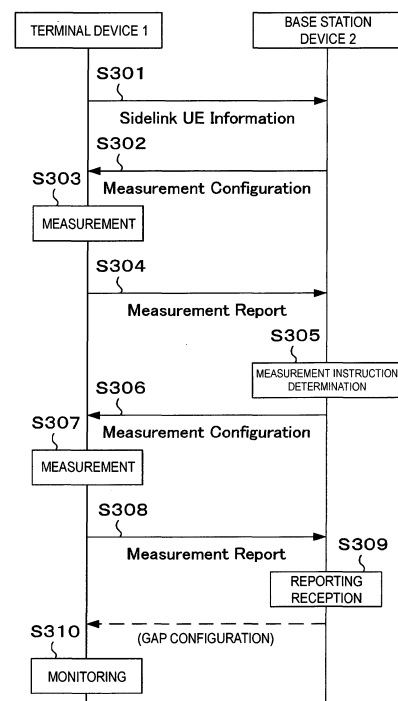 TERMINAL DEVICE 1
BASE STATION
DEVICE 2
S301
Sidelink UE Information
S302
Measurement Configuration
S303
MEASUREMENT
S304
Measurement Report
S305
MEASUREMENT INSTRUCTION
DETERMINATION
S306
Measurement Configuration
S307
MEASUREMENT
S308
Measurement Report
S309
REPORTING
RECEPTION
(GAP CONFIGURATION)
S310
MONITORING